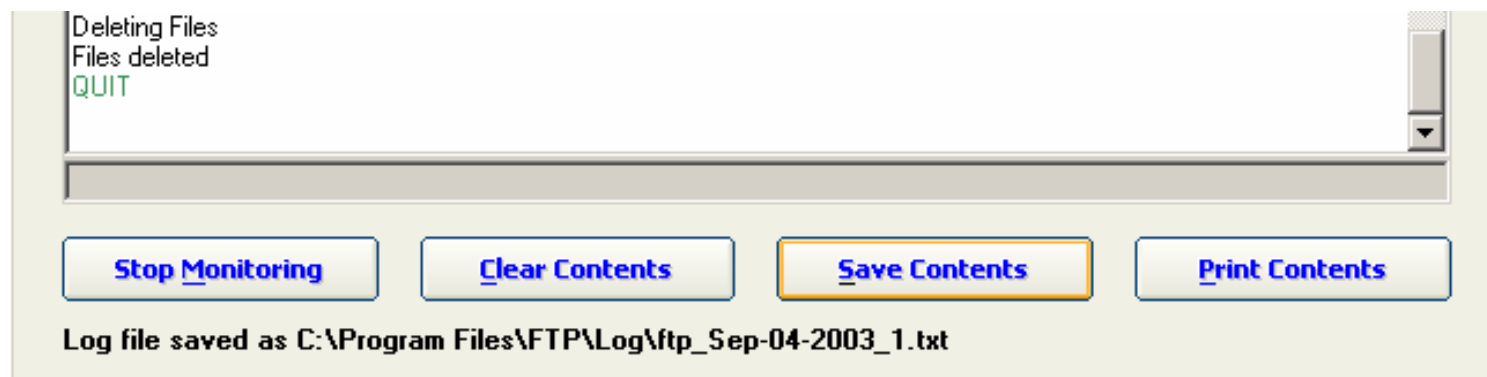 Deleting Files
Files deleted
QUIT
Stop Monitoring Clear Contents Save Contents Print Contents
Log file saved as C:\Program Files\FTP\Log\ftp_Sep-04-2003_1.txt